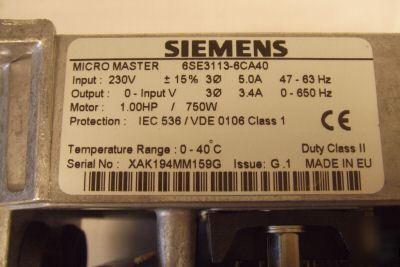 SIEMENS
MICRO MASTER 6SE3113-6CA40
Input : 230V ± 15% 3Ø 5.0A 47 - 63 Hz
Output : 0 - Input V 3Ø 3.4A 0 - 650 Hz
Motor : 1.00HP / 750W
Protection : IEC 536 / VDE 0106 Class 1
Temperature Range : 0 - 40°C Duty Class II
Serial No : XAK194MM159G Issue: G .1 MADE IN EU